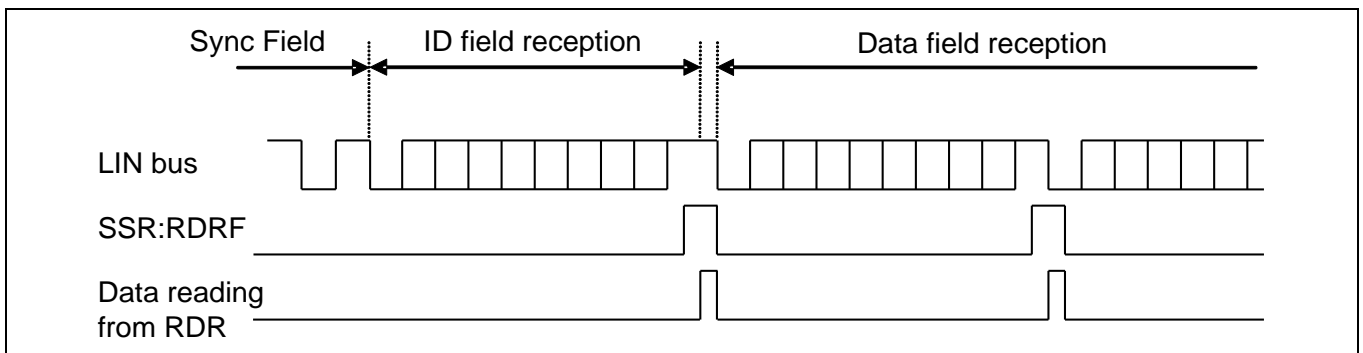 Sync Field
ID field reception
Data field reception
LIN bus
SSR:RDRF
Data reading
from RDR